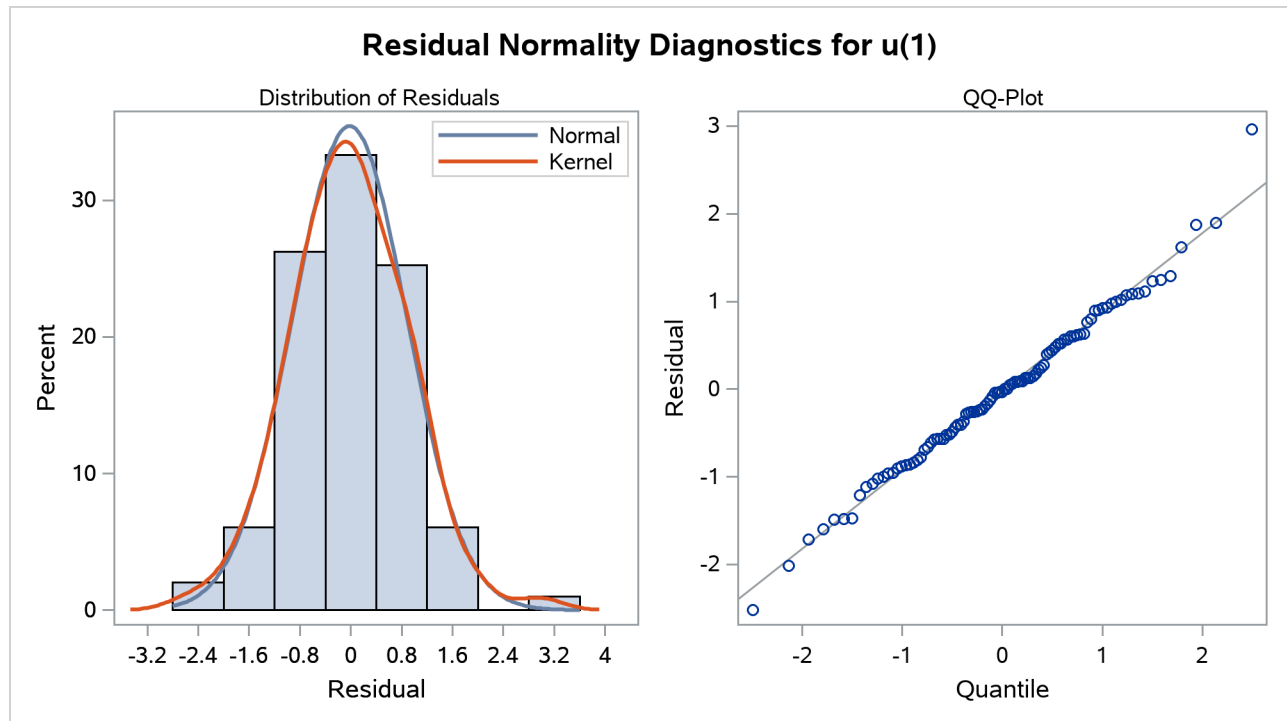 Residual Normality Diagnostics for u(1)
Distribution of Residuals
Normal
Kernel
30
20
10
0
Percent
-3.2 -2.4 -1.6 -0.8 0 0.8 1.6 2.4 3.2 4
Residual
QQ-Plot
3
2
1
0
-1
-2
Residual
-2 -1 0 1 2
Quantile